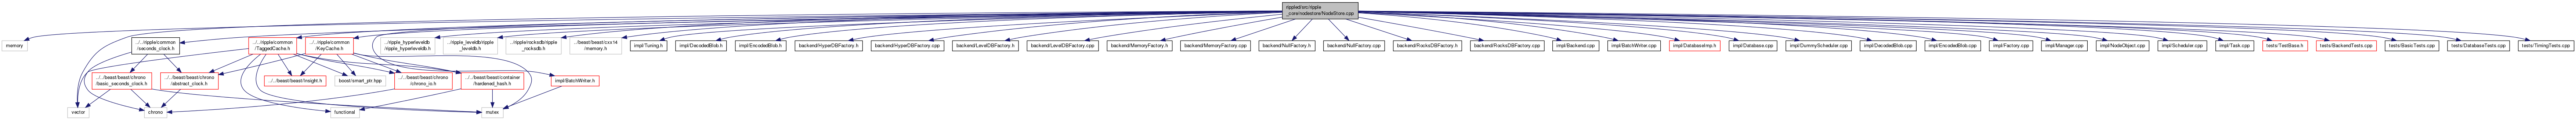 rippled/src/ripple
_core/nodestore/NodeStore.cpp
memory
../../ripple/common
/seconds_clock.h
../../ripple/common
/TaggedCache.h
../../ripple/common
/KeyCache.h
../ripple_hyperleveldb
/ripple_hyperleveldb.h
../ripple_leveldb/ripple
_leveldb.h
../ripple/rocksdb/ripple
_rocksdb.h
../beast/beast/cxx14
/memory.h
impl/Tuning.h
impl/DecodedBlob.h
impl/EncodedBlob.h
backend/HyperDBFactory.h
backend/HyperDBFactory.cpp
backend/LevelDBFactory.h
backend/LevelDBFactory.cpp
backend/MemoryFactory.h
backend/MemoryFactory.cpp
backend/NullFactory.h
backend/NullFactory.cpp
backend/RocksDBFactory.h
backend/RocksDBFactory.cpp
impl/Backend.cpp
impl/BatchWriter.cpp
impl/DatabaseImp.h
impl/Database.cpp
impl/DummyScheduler.cpp
impl/DecodedBlob.cpp
impl/EncodedBlob.cpp
impl/Factory.cpp
impl/Manager.cpp
impl/NodeObject.cpp
impl/Scheduler.cpp
impl/Task.cpp
tests/TestBase.h
tests/BackendTests.cpp
tests/BasicTests.cpp
tests/DatabaseTests.cpp
tests/TimingTests.cpp
../../beast/beast/chrono
/basic_seconds_clock.h
../../beast/beast/chrono
/abstract_clock.h
../../beast/beast/Insight.h
boost/smart_ptr.hpp
../../beast/beast/chrono
/chrono_io.h
../../beast/beast/container
/hardened_hash.h
impl/BatchWriter.h
vector
chrono
functional
mutex